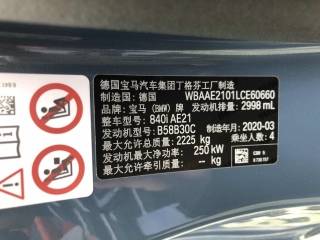 德国宝马汽车集团丁格芬工厂制造
制造国: 德国 WBAAE2101LCE60660
品牌: 宝马 (BMW) 牌 发动机排量: 2998 mL
整车型号: 840i AE21
发动机型号: B58B30C 制造年月: 2020-03
最大允许总质量: 2225 kg 乘坐人数: 4
发动机最大净功率: 250 kW
最大允许牵引质量: -- kg